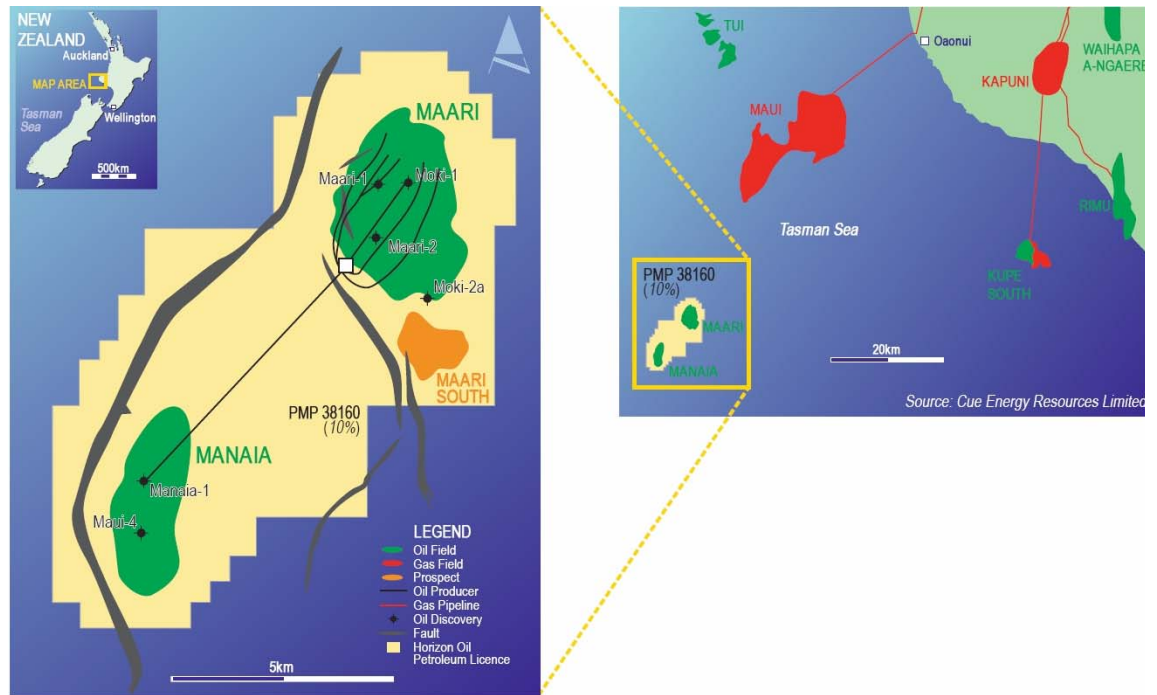 NEW
ZEALAND
Auckland
MAP AREA
Tasman
Sea
Wellington
500km
MAARI
Maari-1
Moki-1
Maari-2
Moki-2a
MAARI
SOUTH
PMP 38160
(10%)
MANAIA
Manaia-1
Maui-4
LEGEND
Oil Field
Gas Field
Prospect
Oil Producer
Gas Pipeline
Oil Discovery
Fault
Horizon Oil
Petroleum Licence
5km
TUI
Oaonui
WAIHAPA
A-NGAERE
KAPUNI
MAUI
RIMU
Tasman Sea
KUPE
SOUTH
PMP 38160
(10%)
MAARI
MANAIA
20km
Source: Cue Energy Resources Limited